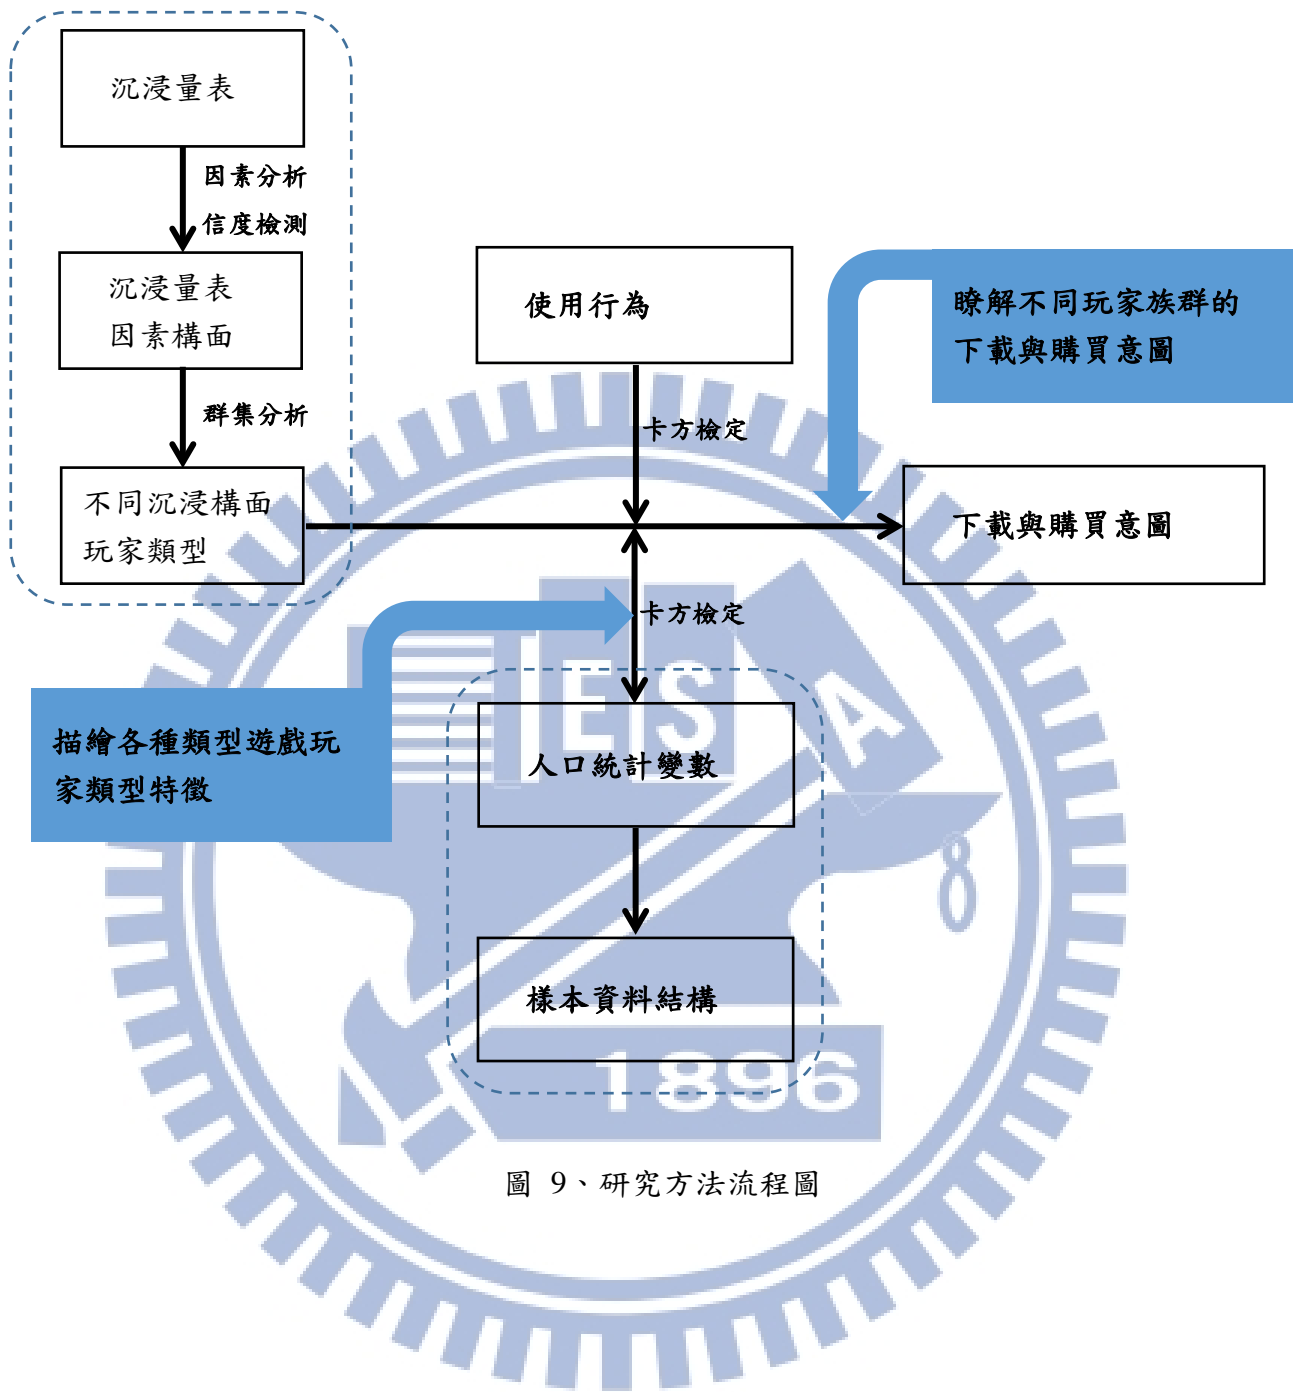 沉浸量表
因素分析
信度檢測
沉浸量表
因素構面
群集分析
不同沉浸構面
玩家類型
使用行為
卡方檢定
瞭解不同玩家族群的
下載與購買意圖
下載與購買意圖
卡方檢定
描繪各種類型遊戲玩
家類型特徵
人口統計變數
樣本資料結構
E S A
8
1896
圖 9、研究方法流程圖